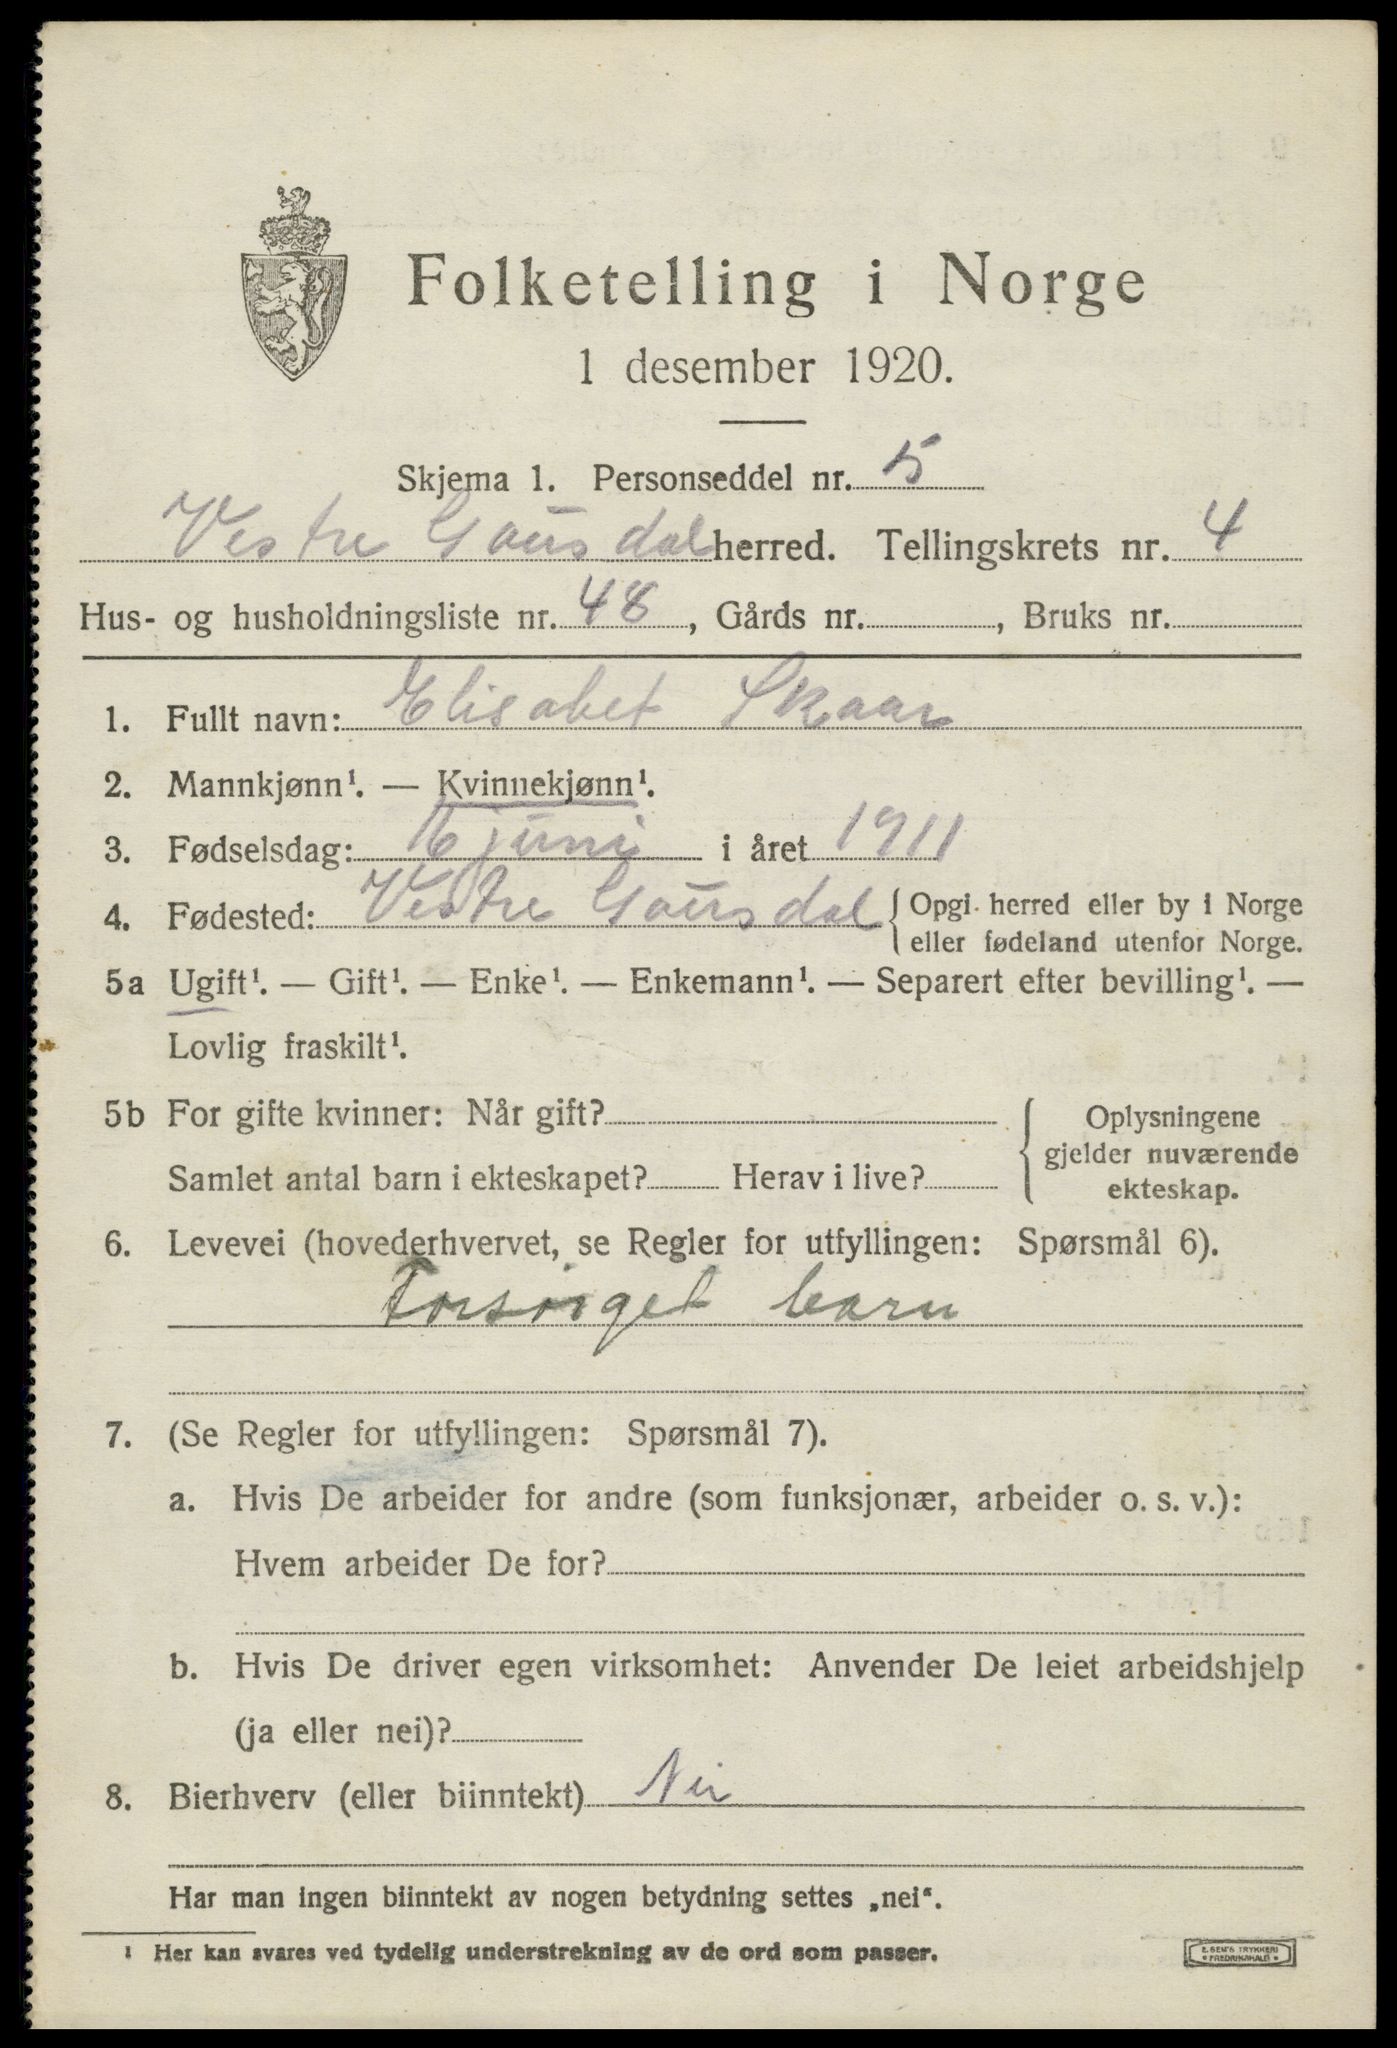 Folketelling i Norge
1 desember 1920.
Skjema 1. Personseddel nr. 5
Vestre Gausdal herred. Tellingskrets nr. 4
Hus- og husholdningsliste nr. 48, Gårds nr. , Bruks nr.
1. Fullt navn: Elisabet Skaar
2. Mannkjønn¹. — Kvinnekjønn¹.
3. Fødselsdag: juni i året 1911
4. Fødested: Vestre Gausdal { Opgi herred eller by i Norge
eller fødeland utenfor Norge.
5a Ugift¹. — Gift¹. — Enke¹. — Enkemann¹. — Separert efter bevilling¹. —
Lovlig fraskilt¹.
5b For gifte kvinner: Når gift?
Samlet antal barn i ekteskapet? Herav i live?
{ Oplysningene
gjelder nuværende
ekteskap.
6. Levevei (hovederhvervet, se Regler for utfyllingen: Spørsmål 6).
Forsørget barn
7. (Se Regler for utfyllingen: Spørsmål 7).
a. Hvis De arbeider for andre (som funksjonær, arbeider o. s. v.):
Hvem arbeider De for?
b. Hvis De driver egen virksomhet: Anvender De leiet arbeidshjelp
(ja eller nei)?
8. Bierhverv (eller biinntekt) Nei
Har man ingen biinntekt av nogen betydning settes „nei“.
¹ Her kan svares ved tydelig understrekning av de ord som passer.
E. SEM'S TRYKKERI
• FREDRIKSHALD •